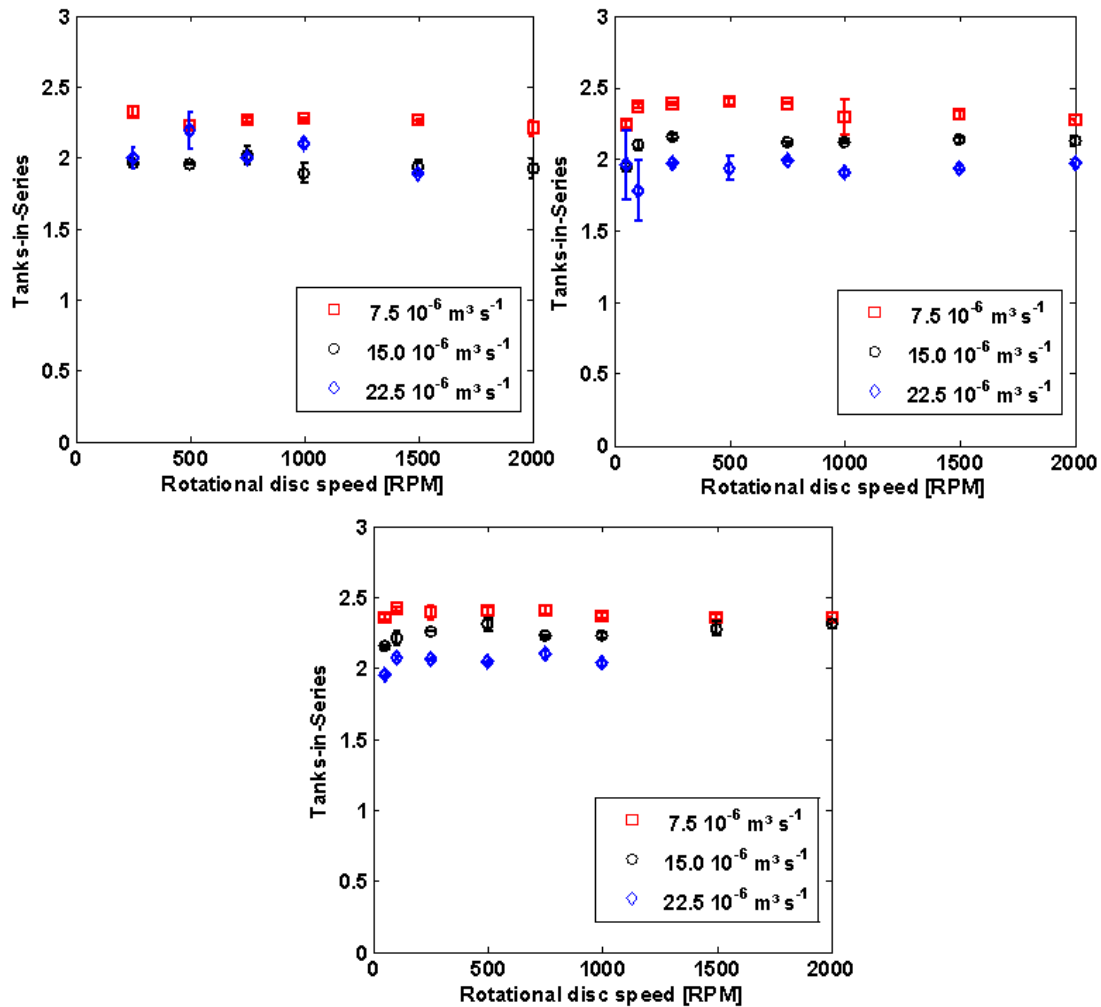 3
2.5
2
1.5
1
0.5
0
Tanks-in-Series
7.5 10⁻⁶ m³ s⁻¹
15.0 10⁻⁶ m³ s⁻¹
22.5 10⁻⁶ m³ s⁻¹
500 1000 1500 2000
Rotational disc speed [RPM]
3
2.5
2
1.5
1
0.5
0
Tanks-in-Series
7.5 10⁻⁶ m³ s⁻¹
15.0 10⁻⁶ m³ s⁻¹
22.5 10⁻⁶ m³ s⁻¹
0 500 1000 1500 2000
Rotational disc speed [RPM]
3
2.5
2
1.5
1
0.5
0
Tanks-in-Series
7.5 10⁻⁶ m³ s⁻¹
15.0 10⁻⁶ m³ s⁻¹
22.5 10⁻⁶ m³ s⁻¹
0 500 1000 1500 2000
Rotational disc speed [RPM]